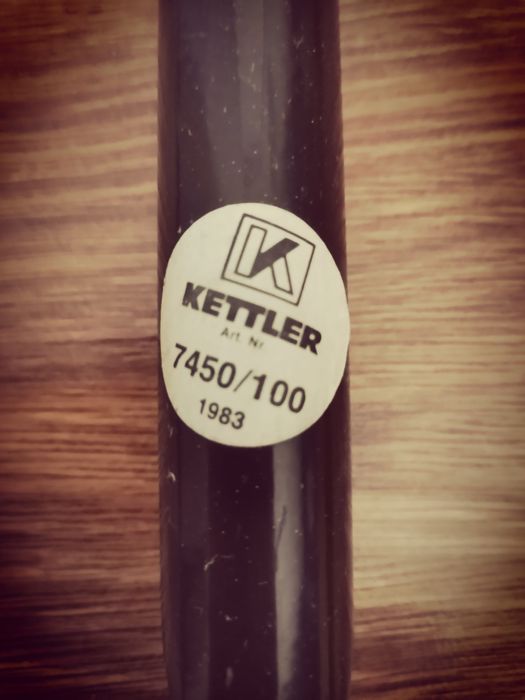 K
KETTLER
Art. Nr
7450/100
1983